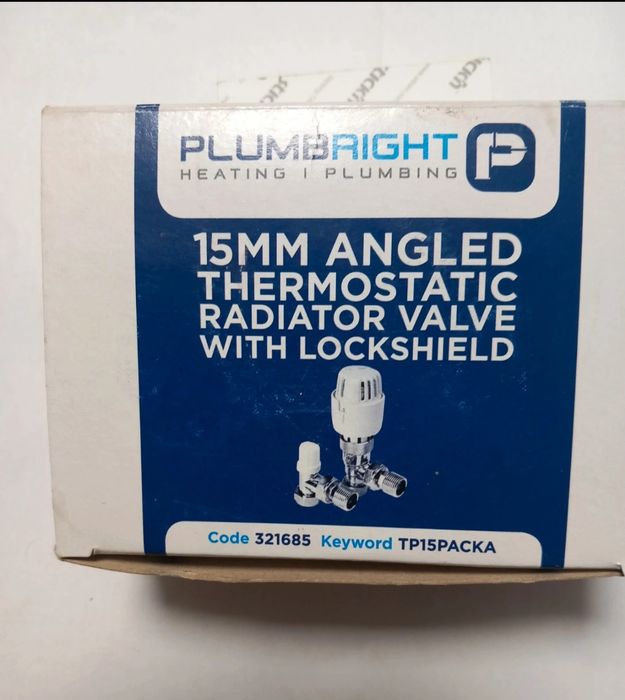 PLUMBRIGHT
HEATING | PLUMBING
15MM ANGLED
THERMOSTATIC
RADIATOR VALVE
WITH LOCKSHIELD
Code 321685 Keyword TP15PACKA